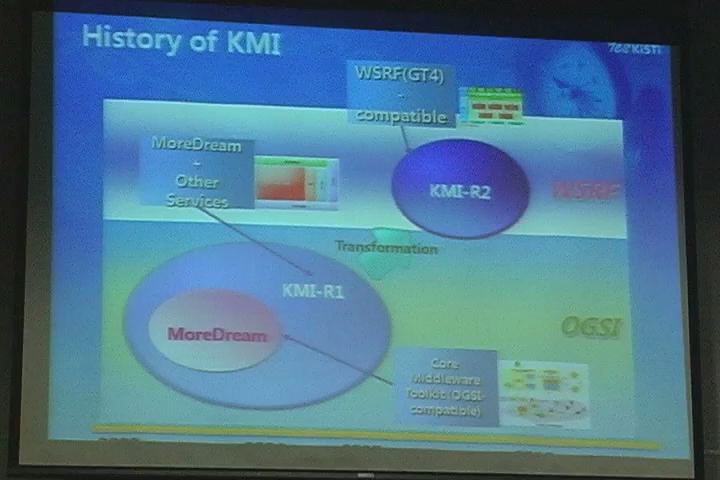 History of KMI
KISTI
WSRF(GT4)
-
compatible
MoreDream
+
Other
Services
KMI-R2
WSRF
Transformation
KMI-R1
MoreDream
OGSI
Core
Middleware
Toolkit(OGSI-
compatible)